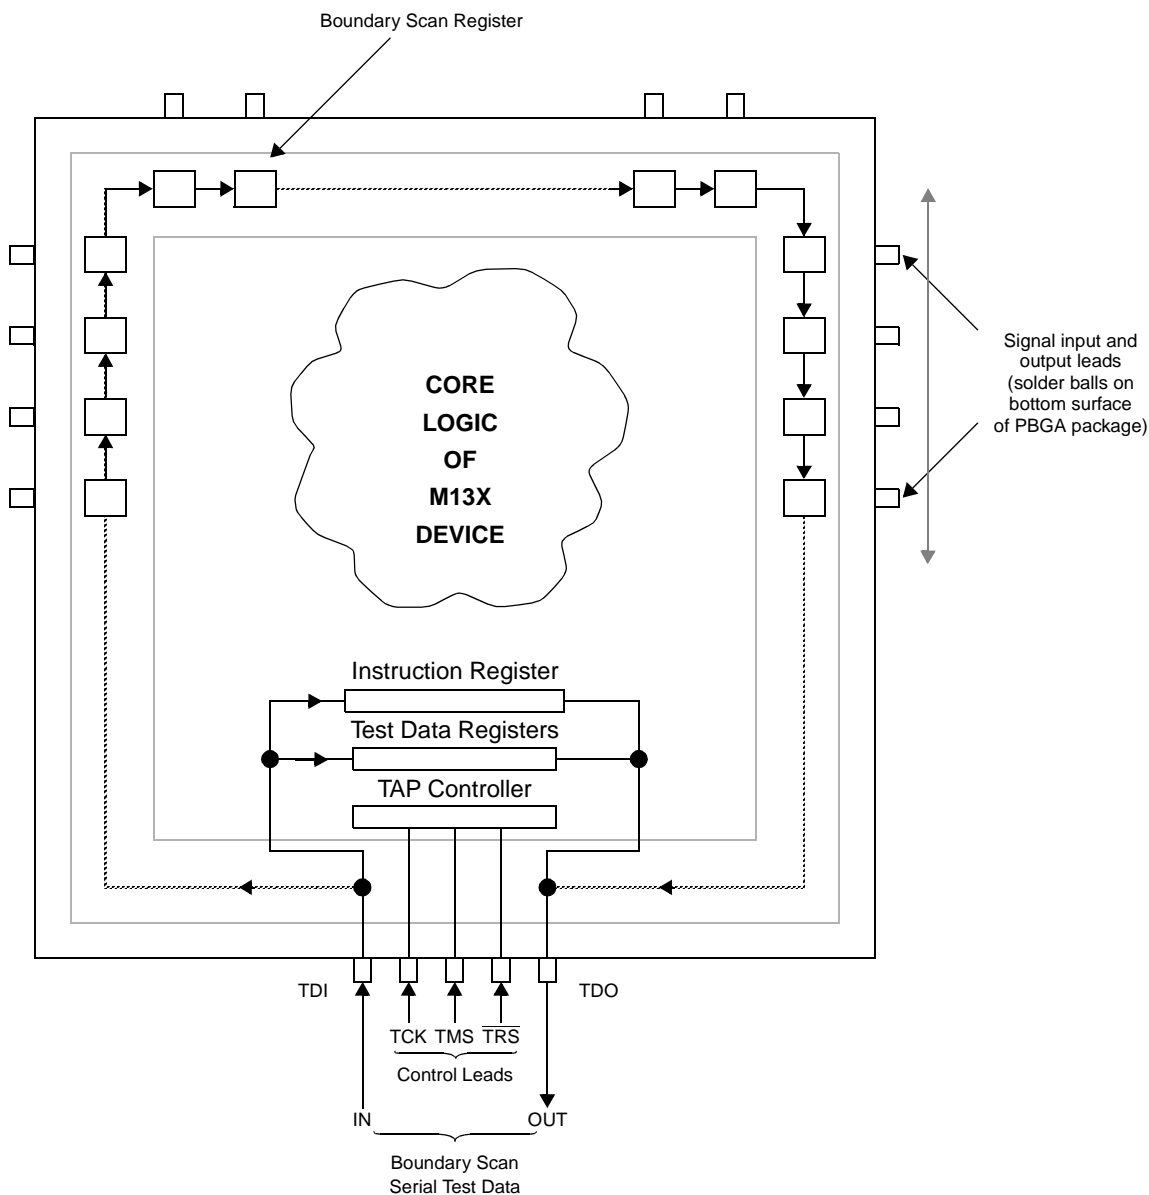 Boundary Scan Register
Signal input and
output leads
(solder balls on
bottom surface
of PBGA package)
CORE
LOGIC
OF
M13X
DEVICE
Instruction Register
Test Data Registers
TAP Controller
TDI
TDO
TCK TMS TRS
Control Leads
IN
OUT
Boundary Scan
Serial Test Data